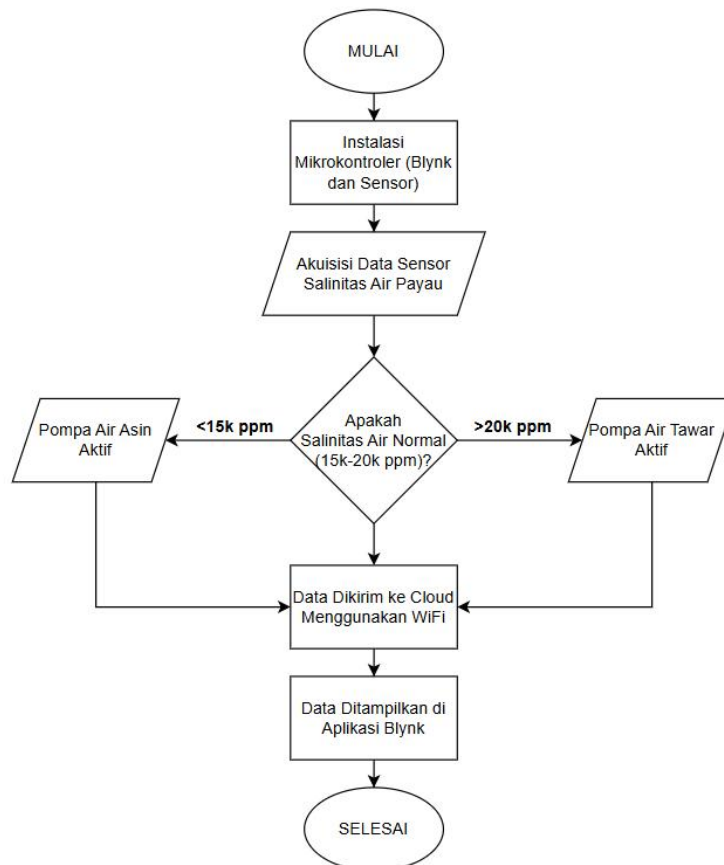 MULAI
Instalasi
Mikrokontroler (Blynk
dan Sensor)
Akuisisi Data Sensor
Salinitas Air Payau
Pompa Air Asin
Aktif
<15k ppm
Apakah
Salinitas Air Normal
(15k-20k ppm)?
>20k ppm
Pompa Air Tawar
Aktif
Data Dikirim ke Cloud
Menggunakan WiFi
Data Ditampilkan di
Aplikasi Blynk
SELESAI